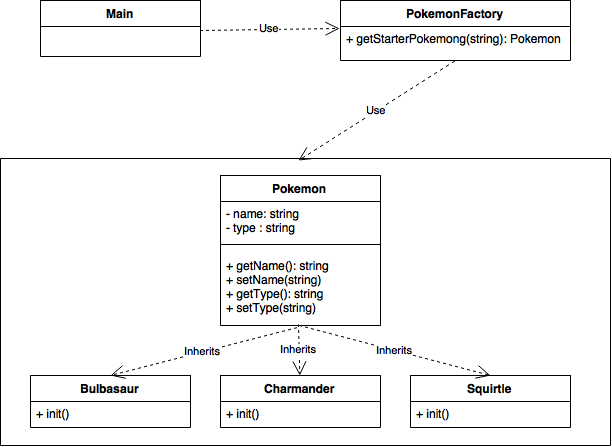 Main
PokemonFactory
+ getStarterPokemong(string): Pokemon
Use
Use
Pokemon
- name: string
- type : string
+ getName(): string
+ setName(string)
+ getType(): string
+ setType(string)
Inherits
Inherits
Inherits
Bulbasaur
Charmander
Squirtle
+ init()
+ init()
+ init()